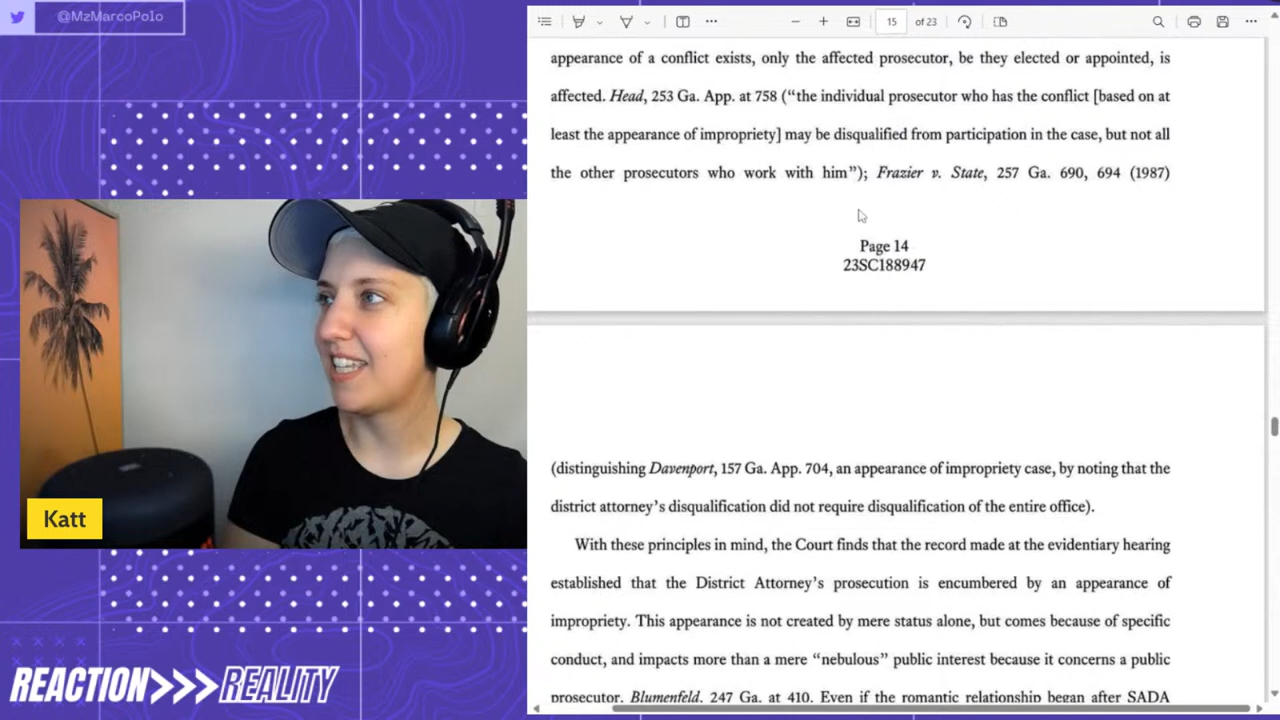 @MzMarcoPolo
15 of 23
appearance of a conflict exists, only the affected prosecutor, be they elected or appointed, is
affected. Head, 253 Ga. App. at 758 (“the individual prosecutor who has the conflict [based on at
least the appearance of impropriety] may be disqualified from participation in the case, but not all
the other prosecutors who work with him”); Frazier v. State, 257 Ga. 690, 694 (1987)
Page 14
23SC188947
(distinguishing Davenport, 157 Ga. App. 704, an appearance of impropriety case, by noting that the
district attorney’s disqualification did not require disqualification of the entire office).
With these principles in mind, the Court finds that the record made at the evidentiary hearing
established that the District Attorney’s prosecution is encumbered by an appearance of
impropriety. This appearance is not created by mere status alone, but comes because of specific
conduct, and impacts more than a mere “nebulous” public interest because it concerns a public
prosecutor. Blumenfeld, 247 Ga. at 410. Even if the romantic relationship began after SADA
Katt
REACTION>>>REALITY